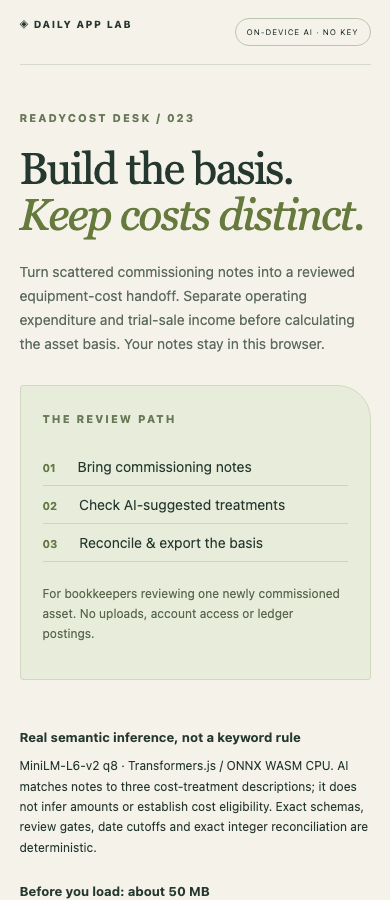 ◈ DAILY APP LAB
ON-DEVICE AI · NO KEY
READYCOST DESK / 023
Build the basis.
Keep costs distinct.
Turn scattered commissioning notes into a reviewed
equipment-cost handoff. Separate operating
expenditure and trial-sale income before calculating
the asset basis. Your notes stay in this browser.
THE REVIEW PATH
01 Bring commissioning notes
02 Check AI-suggested treatments
03 Reconcile & export the basis
For bookkeepers reviewing one newly commissioned
asset. No uploads, account access or ledger
postings.
Real semantic inference, not a keyword rule
MiniLM-L6-v2 q8 · Transformers.js / ONNX WASM CPU. AI
matches notes to three cost-treatment descriptions; it does
not infer amounts or establish cost eligibility. Exact schemas,
review gates, date cutoffs and exact integer reconciliation are
deterministic.
Before you load: about 50 MB